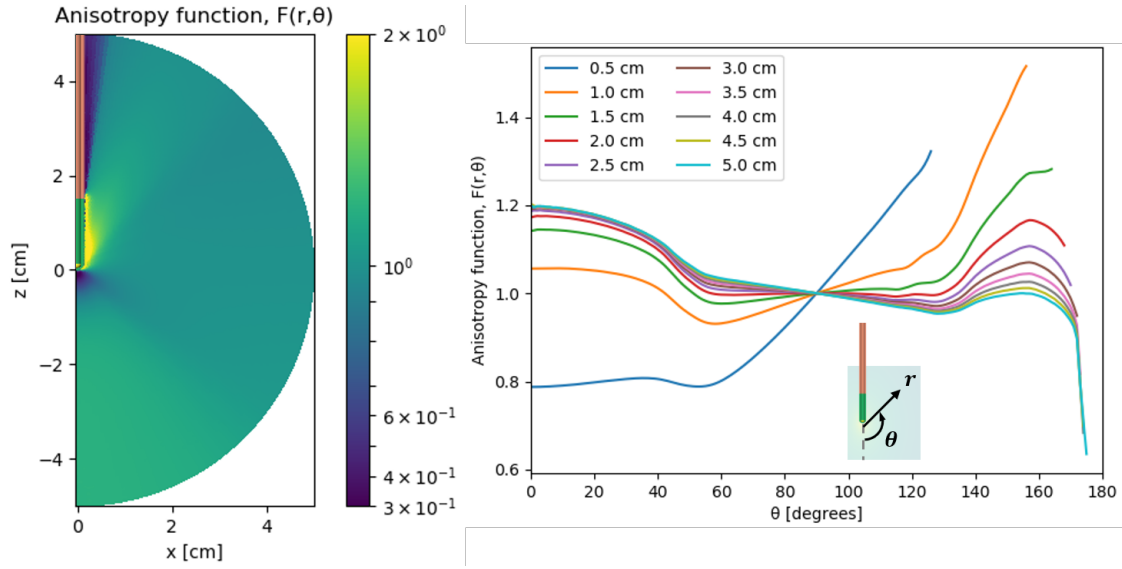 Anisotropy function, F(r,θ)
4
2
0
−2
−4
z [cm]
0
2
4
x [cm]
2 × 10⁰
10⁰
6 × 10⁻¹
4 × 10⁻¹
3 × 10⁻¹
0.5 cm
1.0 cm
1.5 cm
2.0 cm
2.5 cm
3.0 cm
3.5 cm
4.0 cm
4.5 cm
5.0 cm
Anisotropy function, F(r,θ)
1.4
1.2
1.0
0.8
0.6
r
θ
0 20 40 60 80 100 120 140 160 180
θ [degrees]